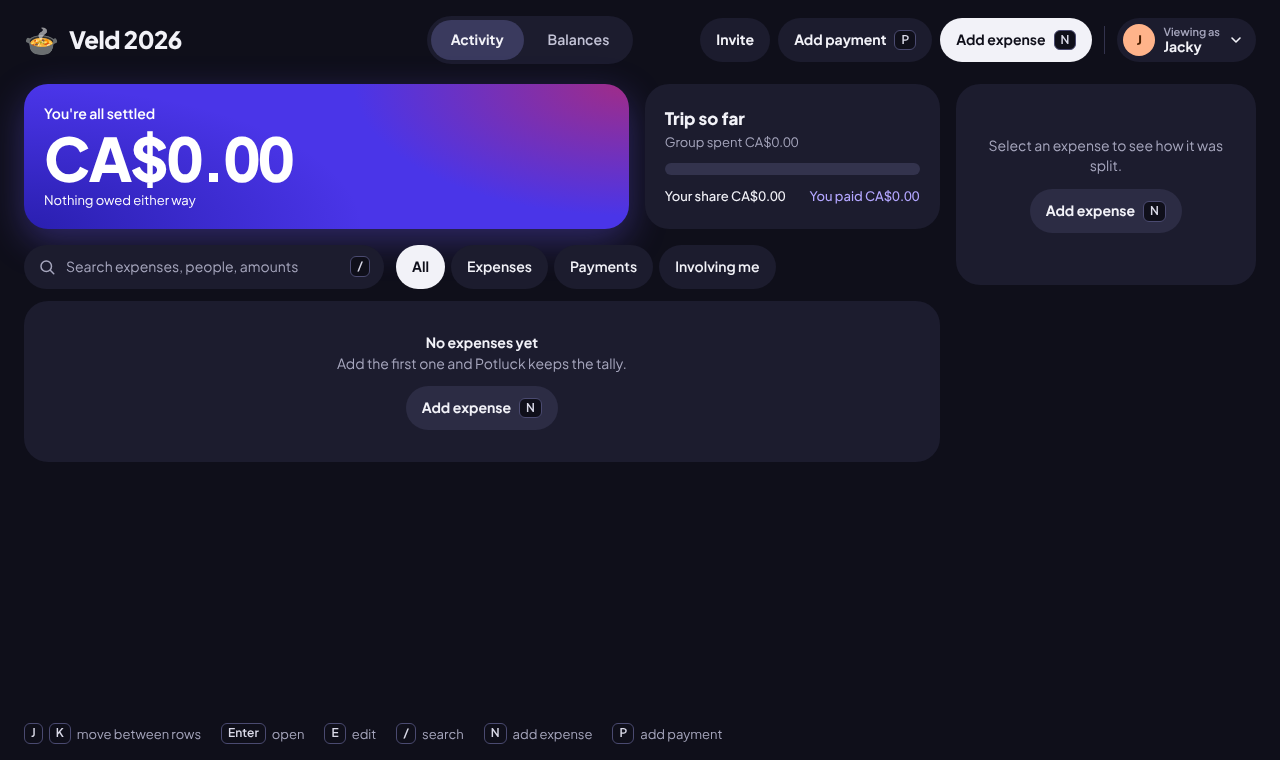 Veld 2026
Activity
Balances
Invite
Add payment P
Add expense N
J
Viewing as
Jacky
You're all settled
CA$0.00
Nothing owed either way
Trip so far
Group spent CA$0.00
Your share CA$0.00
You paid CA$0.00
Select an expense to see how it was
split.
Add expense N
Search expenses, people, amounts /
All
Expenses
Payments
Involving me
No expenses yet
Add the first one and Potluck keeps the tally.
Add expense N
J K move between rows Enter open E edit / search N add expense P add payment